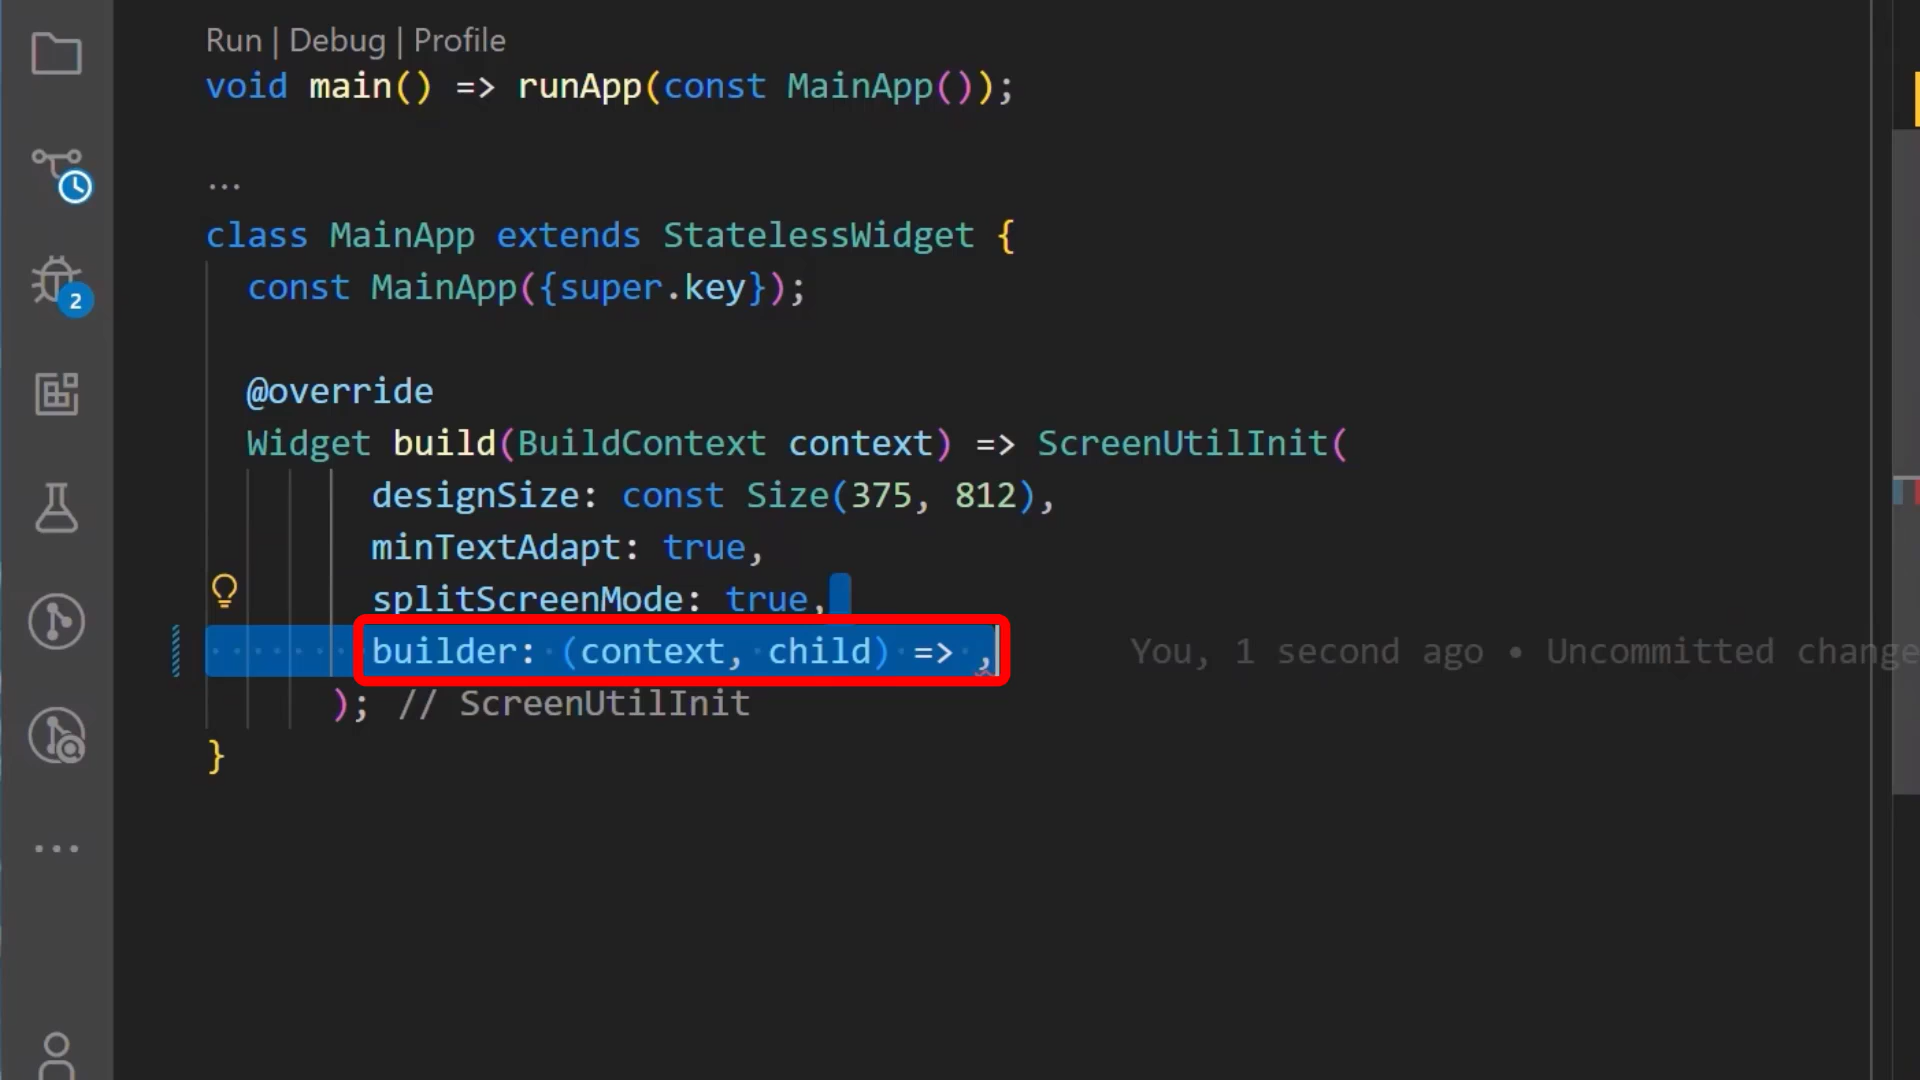 Run | Debug | Profile
void main() => runApp(const MainApp());
...
class MainApp extends StatelessWidget {
const MainApp({super.key});
@override
Widget build(BuildContext context) => ScreenUtilInit(
designSize: const Size(375, 812),
minTextAdapt: true,
splitScreenMode: true,
builder: (context, child) => , You, 1 second ago • Uncommitted change
); // ScreenUtilInit
}
2